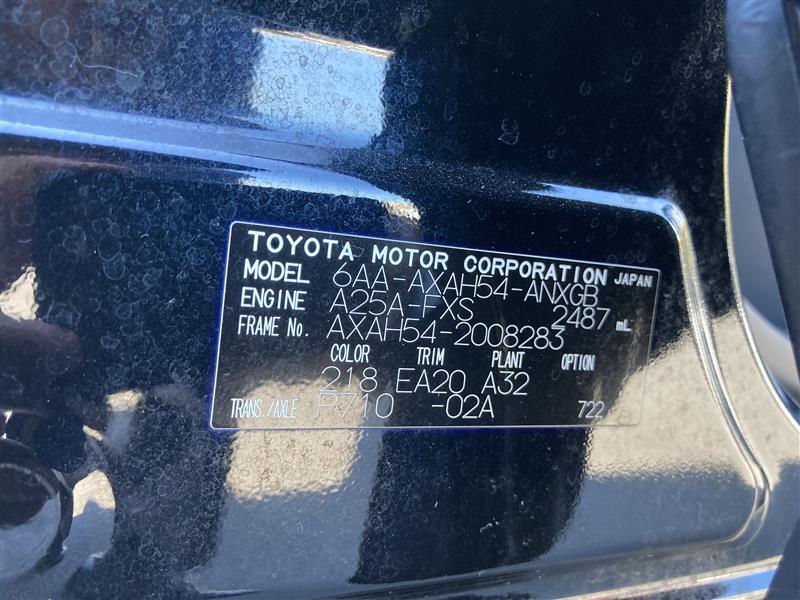 TOYOTA MOTOR CORPORATION JAPAN
MODEL 6AA-AXAH54-ANXGB
ENGINE A25A-FXS 2487 mL
FRAME No. AXAH54-2008283
COLOR TRIM PLANT OPTION
218 EA20 A32
TRANS./AXLE P710 -02A 722